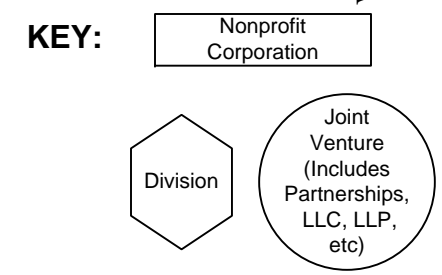 KEY:
Nonprofit
Corporation
Division
Joint
Venture
(Includes
Partnerships,
LLC, LLP,
etc)